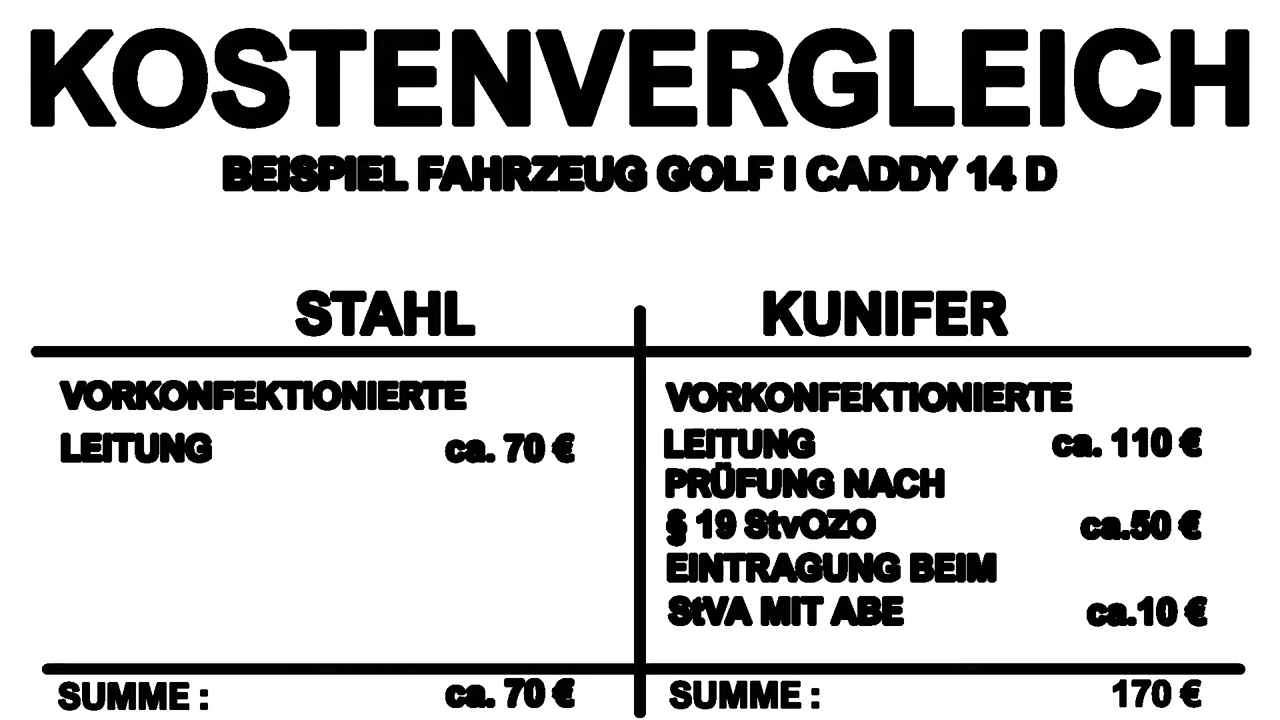 KOSTENVERGLEICH
BEISPIEL FAHRZEUG GOLF I CADDY 14 D
STAHL
VORKONFEKTIONIERTE
LEITUNG ca. 70 €
SUMME : ca. 70 €
KUNIFER
VORKONFEKTIONIERTE
LEITUNG ca. 110 €
PRÜFUNG NACH
§ 19 StvOZO ca.50 €
EINTRAGUNG BEIM
StVA MIT ABE ca.10 €
SUMME : 170 €